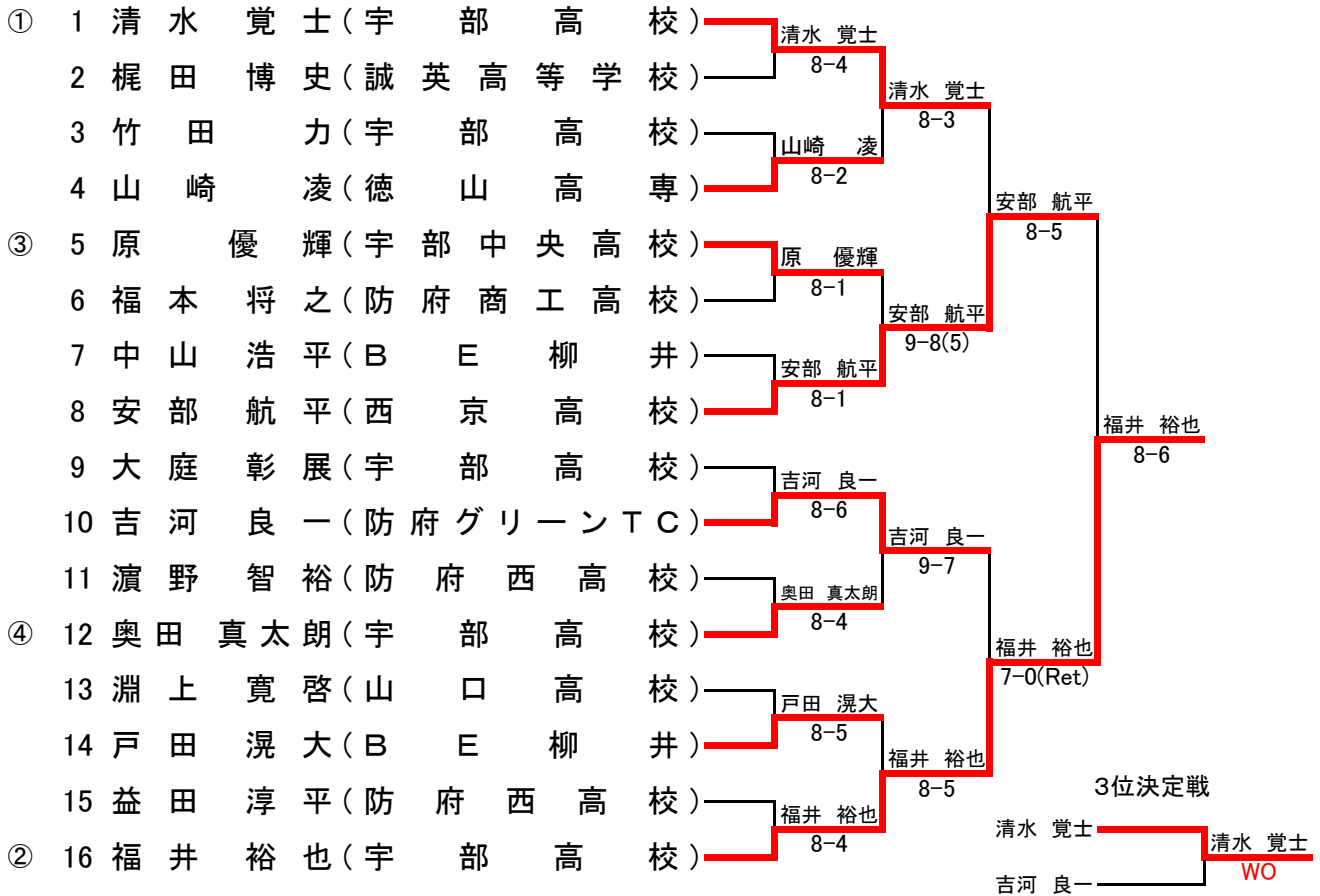 ① 1 清水 覚士(宇部高校)
2 梶田 博史(誠英高等学校)
3 竹田 力(宇部高校)
4 山崎 凌(徳山高専)
③ 5 原 優輝(宇部中央高校)
6 福本 将之(防府商工高校)
7 中山 浩平(BE柳井)
8 安部 航平(西京高校)
9 大庭 彰展(宇部高校)
10 吉河 良一(防府グリーンTC)
11 濵野 智裕(防府西高校)
④ 12 奥田 真太朗(宇部高校)
13 淵上 寛啓(山口高校)
14 戸田 滉大(BE柳井)
15 益田 淳平(防府西高校)
② 16 福井 裕也(宇部高校)
清水 覚士
8-4
山崎 凌
8-2
原 優輝
8-1
安部 航平
8-1
吉河 良一
8-6
奥田 真太朗
8-4
戸田 滉大
8-5
福井 裕也
8-4
清水 覚士
8-3
安部 航平
9-8(5)
吉河 良一
9-7
福井 裕也
8-5
安部 航平
8-5
福井 裕也
7-0(Ret)
福井 裕也
8-6
3位決定戦
清水 覚士
吉河 良一
清水 覚士
WO